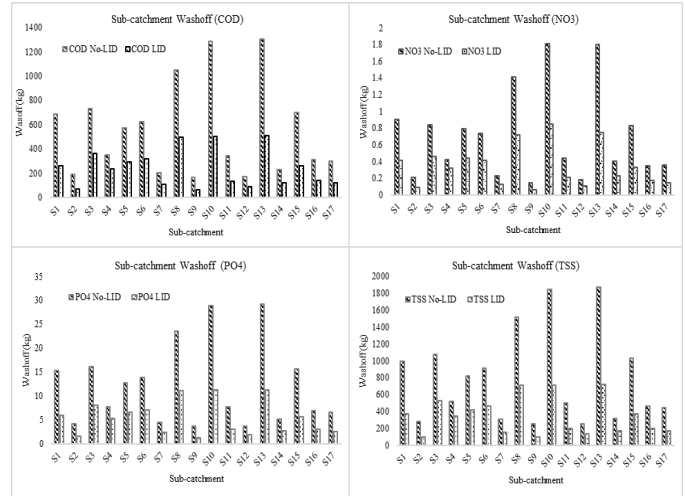 Sub-catchment Washoff (COD)
COD No-LID COD LID
Wasoff (kg)
1400
1200
1000
800
600
400
200
0
S1 S2 S3 S4 S5 S6 S7 S8 S9 S10 S11 S12 S13 S14 S15 S16 S17
Sub-catchment
Sub-catchment Washoff (NO3)
NO3 No-LID NO3 LID
Washoff (kg)
2
1.8
1.6
1.4
1.2
1
0.8
0.6
0.4
0.2
0
S1 S2 S3 S4 S5 S6 S7 S8 S9 S10 S11 S12 S13 S14 S15 S16 S17
Sub-catchment
Sub-catchment Washoff (PO4)
PO4 No-LID PO4 LID
Washoff (kg)
35
30
25
20
15
10
5
0
S1 S2 S3 S4 S5 S6 S7 S8 S9 S10 S11 S12 S13 S14 S15 S16 S17
Sub-catchment
Sub-catchment Washoff (TSS)
TSS No-LID TSS LID
Washoff (kg)
2000
1800
1600
1400
1200
1000
800
600
400
200
0
S1 S2 S3 S4 S5 S6 S7 S8 S9 S10 S11 S12 S13 S14 S15 S16 S17
Sub-catchment